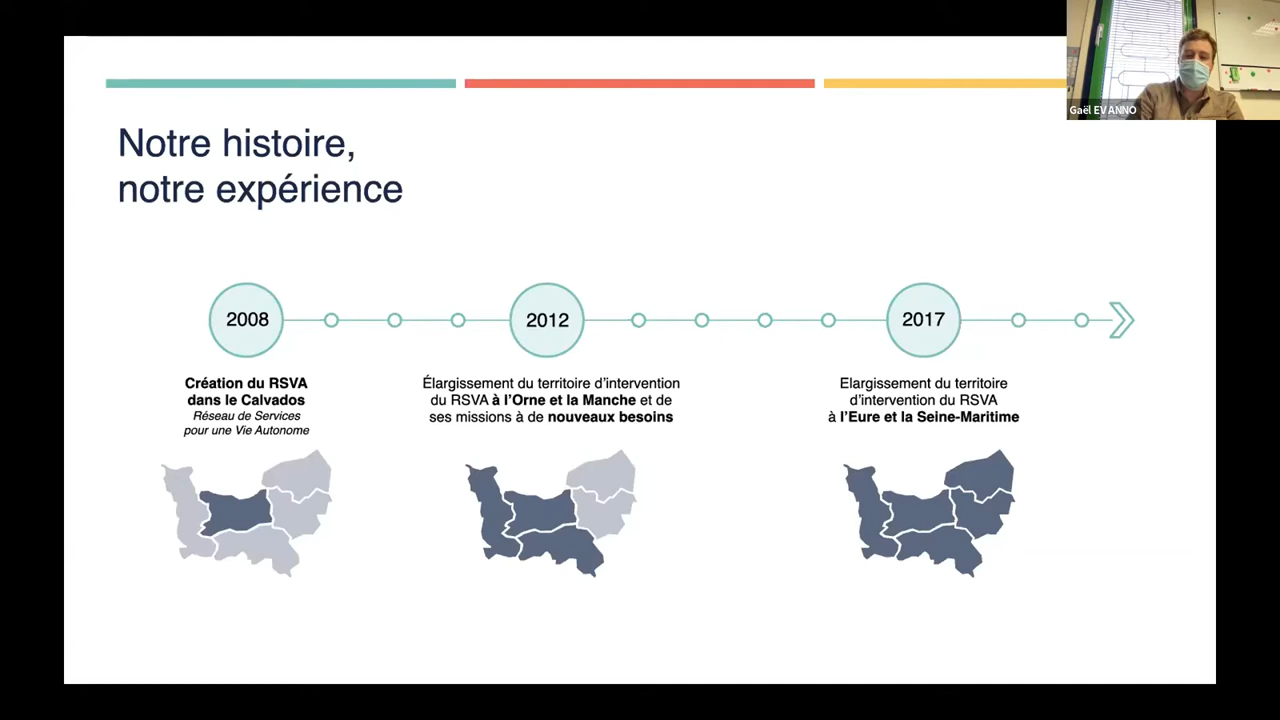 Gaël EVANNO
Notre histoire,
notre expérience
2008
2012
2017
Création du RSVA
dans le Calvados
Réseau de Services
pour une Vie Autonome
Élargissement du territoire d'intervention
du RSVA à l'Orne et la Manche et de
ses missions à de nouveaux besoins
Elargissement du territoire
d'intervention du RSVA
à l'Eure et la Seine-Maritime